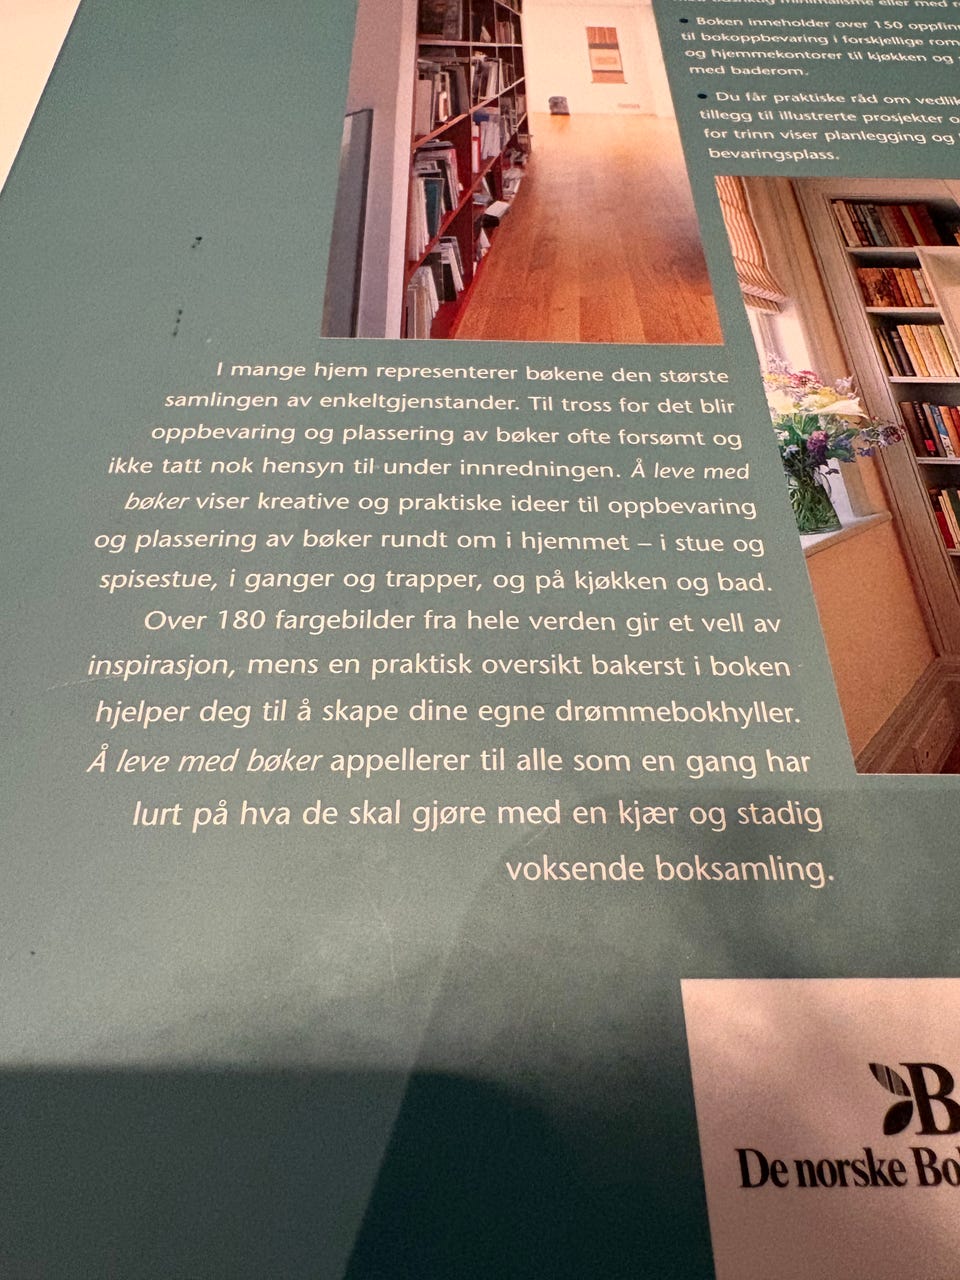 • Boken inneholder over 150
til bokoppbevaring i forskjellige rom
og hjemmekontorer til kjøkken og
med baderom.
• Du får praktiske råd om
tillegg til illustrerte prosjekter
for trinn viser planlegging og
bevaringsplass.
I mange hjem representerer bøkene den største
samlingen av enkeltgjenstander. Til tross for det blir
oppbevaring og plassering av bøker ofte forsømt og
ikke tatt nok hensyn til under innredningen. Å leve med
bøker viser kreative og praktiske ideer til oppbevaring
og plassering av bøker rundt om i hjemmet – i stue og
spisestue, i ganger og trapper, og på kjøkken og bad.
Over 180 fargebilder fra hele verden gir et vell av
inspirasjon, mens en praktisk oversikt bakerst i boken
hjelper deg til å skape dine egne drømmebokhyller.
Å leve med bøker appellerer til alle som en gang har
lurt på hva de skal gjøre med en kjær og stadig
voksende boksamling.
B
De norske